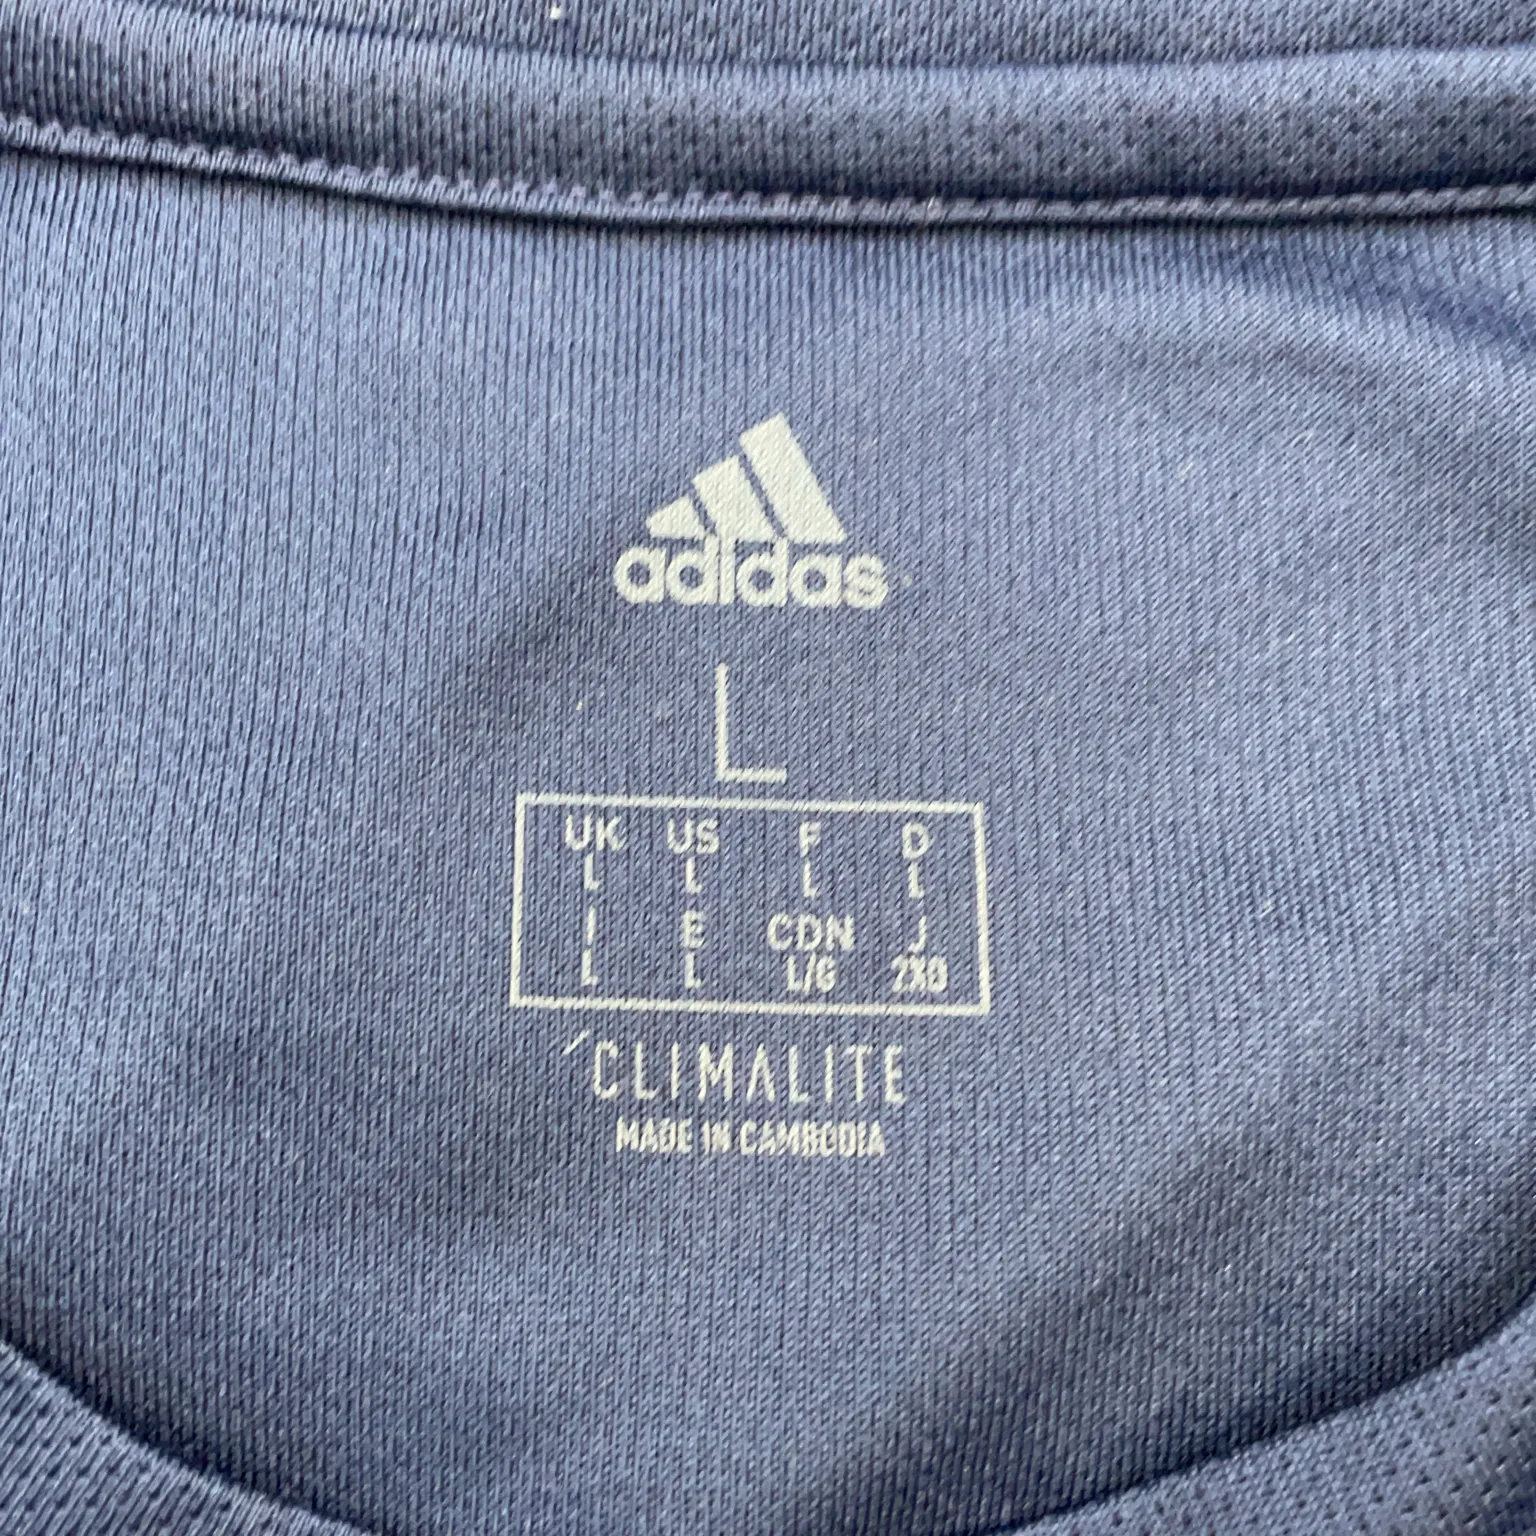 adidas
L
UK US F D
L L L L
I E CDN J
L L L/G 2XO
CLIMALITE
MADE IN CAMBODIA